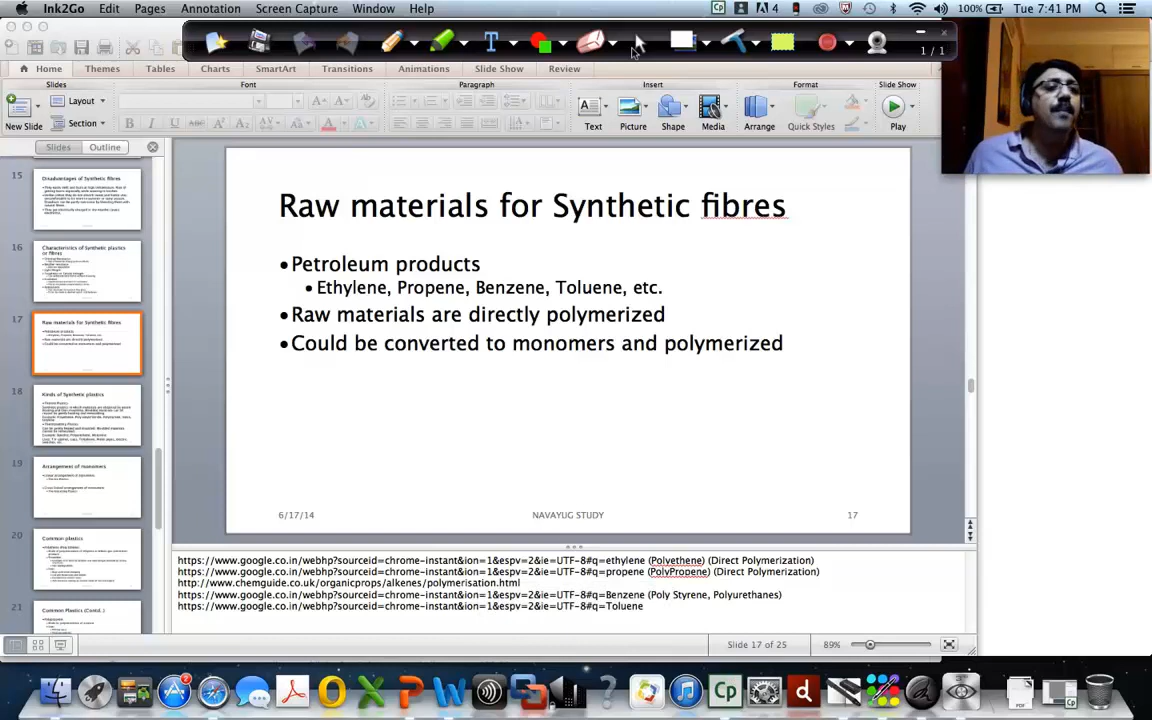 Ink2Go Edit Pages Annotation Screen Capture Window Help
4 100% Tue 7:41 PM
1 / 1
Home Themes Tables Charts SmartArt Transitions Animations Slide Show Review
Slides Font Paragraph Insert Format Slide Show
Layout
Section
New Slide Text Picture Shape Media Arrange Quick Styles Play
Slides Outline
15
Disadvantages of Synthetic fibres
16
Characteristics of Synthetic plastics or fibres
17
Raw materials for Synthetic fibres
18
Kinds of Synthetic plastics
19
Arrangement of monomers
20
Common plastics
21
Common Plastics (Contd..)
Raw materials for Synthetic fibres
•Petroleum products
• Ethylene, Propene, Benzene, Toluene, etc.
•Raw materials are directly polymerized
•Could be converted to monomers and polymerized
6/17/14 NAVAYUG STUDY 17
https://www.google.co.in/webhp?sourceid=chrome-instant&ion=1&espv=2&ie=UTF-8#q=ethylene (Polyethene) (Direct Polymerization)
https://www.google.co.in/webhp?sourceid=chrome-instant&ion=1&espv=2&ie=UTF-8#q=propene (PolyPropene) (Direct Polymerization)
http://www.chemguide.co.uk/organicprops/alkenes/polymerisation.html
https://www.google.co.in/webhp?sourceid=chrome-instant&ion=1&espv=2&ie=UTF-8#q=Benzene (Poly Styrene, Polyurethanes)
https://www.google.co.in/webhp?sourceid=chrome-instant&ion=1&espv=2&ie=UTF-8#q=Toluene
Slide 17 of 25 89%